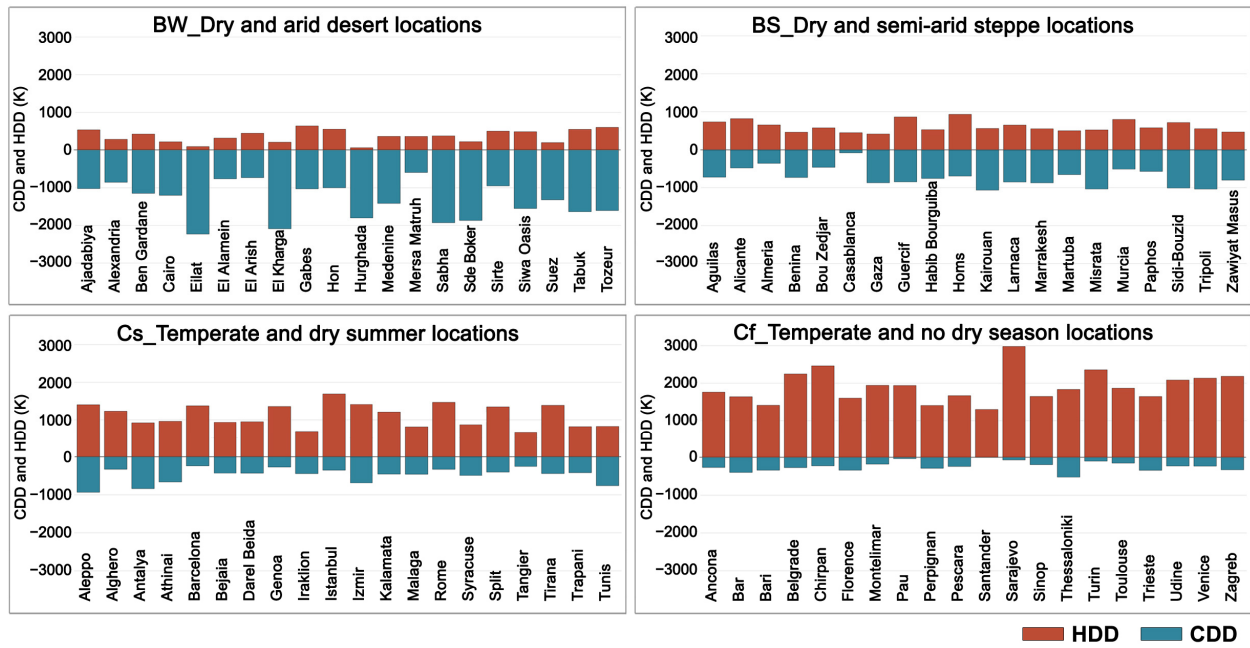 BW_Dry and arid desert locations
CDD and HDD (K)
3000
2000
1000
0
−1000
−2000
−3000
Ajadabiya
Alexandria
Ben Gardane
Cairo
Eilat
El Alamein
El Arish
El Kharga
Gabes
Hon
Hurghada
Medenine
Mersa Matruh
Sabha
Sde Boker
Sirte
Siwa Oasis
Suez
Tabuk
Tozeur
BS_Dry and semi-arid steppe locations
CDD and HDD (K)
3000
2000
1000
0
−1000
−2000
−3000
Aguilas
Alicante
Almeria
Benina
Bou Zedjar
Casablanca
Gaza
Guercif
Habib Bourguiba
Homs
Kairouan
Larnaca
Marrakesh
Martuba
Misrata
Murcia
Paphos
Sidi-Bouzid
Tripoli
Zawiyat Masus
Cs_Temperate and dry summer locations
CDD and HDD (K)
3000
2000
1000
0
−1000
−2000
−3000
Aleppo
Alghero
Antalya
Athinai
Barcelona
Bejaia
Darel Beida
Genoa
Iraklion
Istanbul
Izmir
Kalamata
Malaga
Rome
Syracuse
Split
Tangier
Tirana
Trapani
Tunis
Cf_Temperate and no dry season locations
CDD and HDD (K)
3000
2000
1000
0
−1000
−2000
−3000
Ancona
Bar
Bari
Belgrade
Chirpan
Florence
Montelimar
Pau
Perpignan
Pescara
Santander
Sarajevo
Sinop
Thessaloniki
Turin
Toulouse
Trieste
Udine
Venice
Zagreb
HDD
CDD